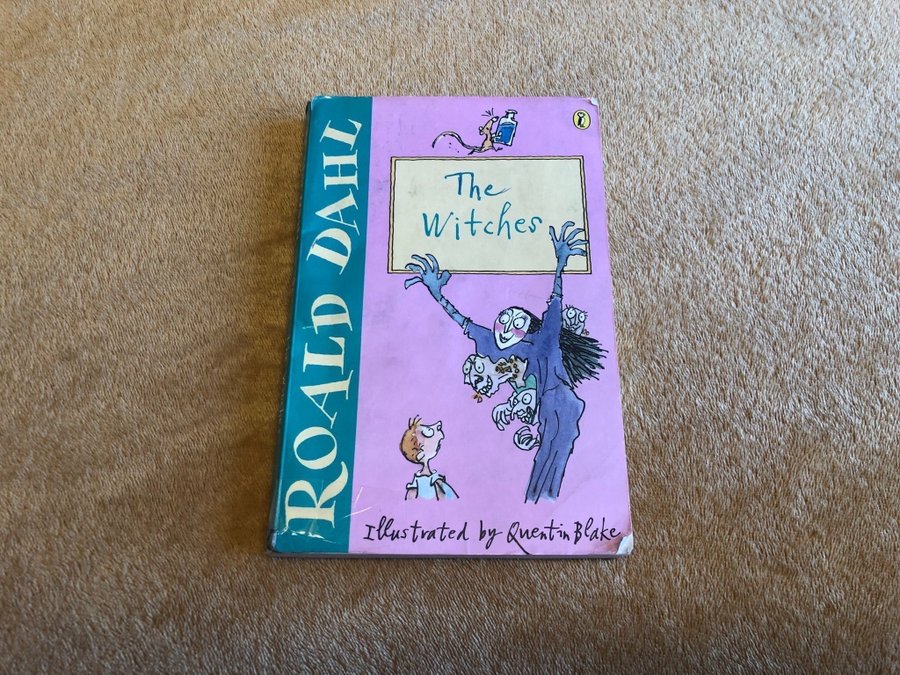 ROALD DAHL
The
Witches
Illustrated by Quentin Blake